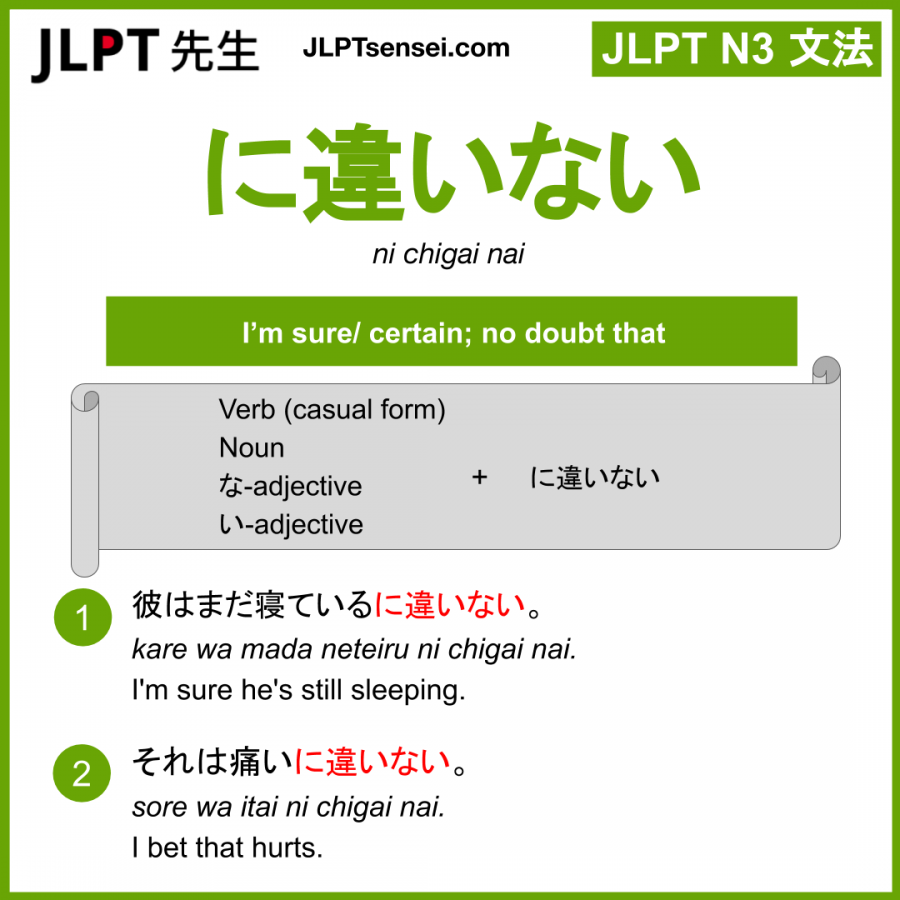 JLPT 先生
JLPTsensei.com
JLPT N3 文法
に違いない
ni chigai nai
I’m sure/ certain; no doubt that
Verb (casual form)
Noun
な-adjective
い-adjective
+ に違いない
1 彼はまだ寝ているに違いない。
kare wa mada neteiru ni chigai nai.
I'm sure he's still sleeping.
2 それは痛いに違いない。
sore wa itai ni chigai nai.
I bet that hurts.